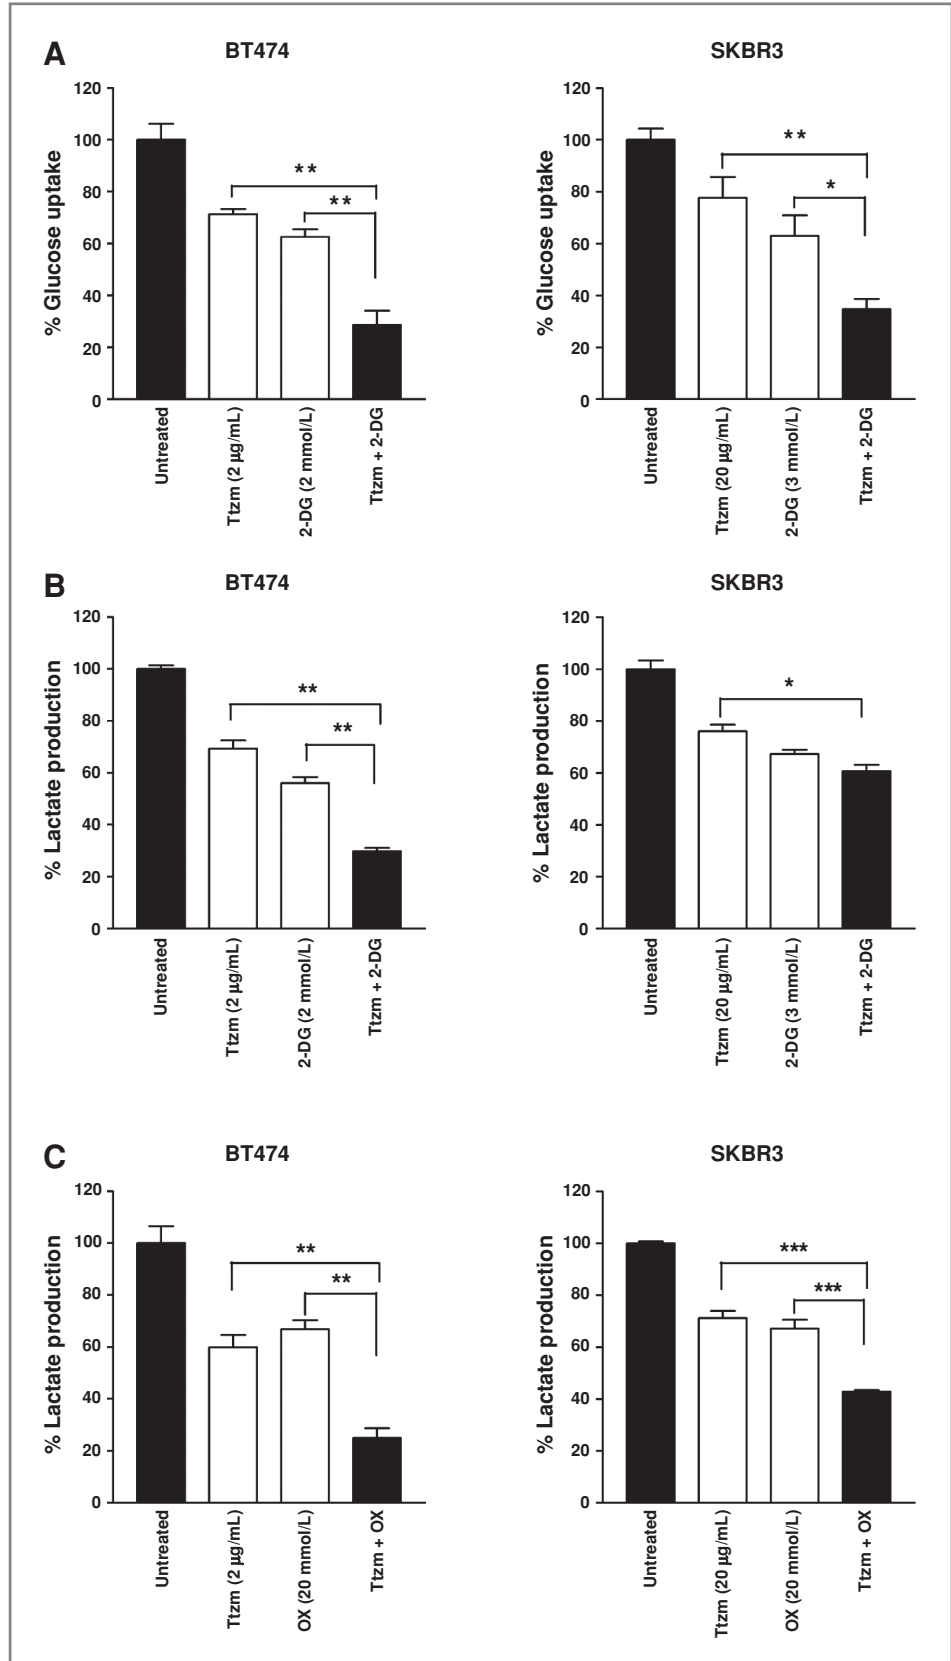 A
BT474
SKBR3
% Glucose uptake
120
100
80
60
40
20
0
**
**
Untreated
Ttzm (2 μg/mL)
2-DG (2 mmol/L)
Ttzm + 2-DG
% Glucose uptake
120
100
80
60
40
20
0
**
*
Untreated
Ttzm (20 μg/mL)
2-DG (3 mmol/L)
Ttzm + 2-DG
B
BT474
SKBR3
% Lactate production
120
100
80
60
40
20
0
**
**
Untreated
Ttzm (2 μg/mL)
2-DG (2 mmol/L)
Ttzm + 2-DG
% Lactate production
120
100
80
60
40
20
0
*
Untreated
Ttzm (20 μg/mL)
2-DG (3 mmol/L)
Ttzm + 2-DG
C
BT474
SKBR3
% Lactate production
120
100
80
60
40
20
0
**
**
Untreated
Ttzm (2 μg/mL)
OX (20 mmol/L)
Ttzm + OX
% Lactate production
120
100
80
60
40
20
0
***
***
Untreated
Ttzm (20 μg/mL)
OX (20 mmol/L)
Ttzm + OX